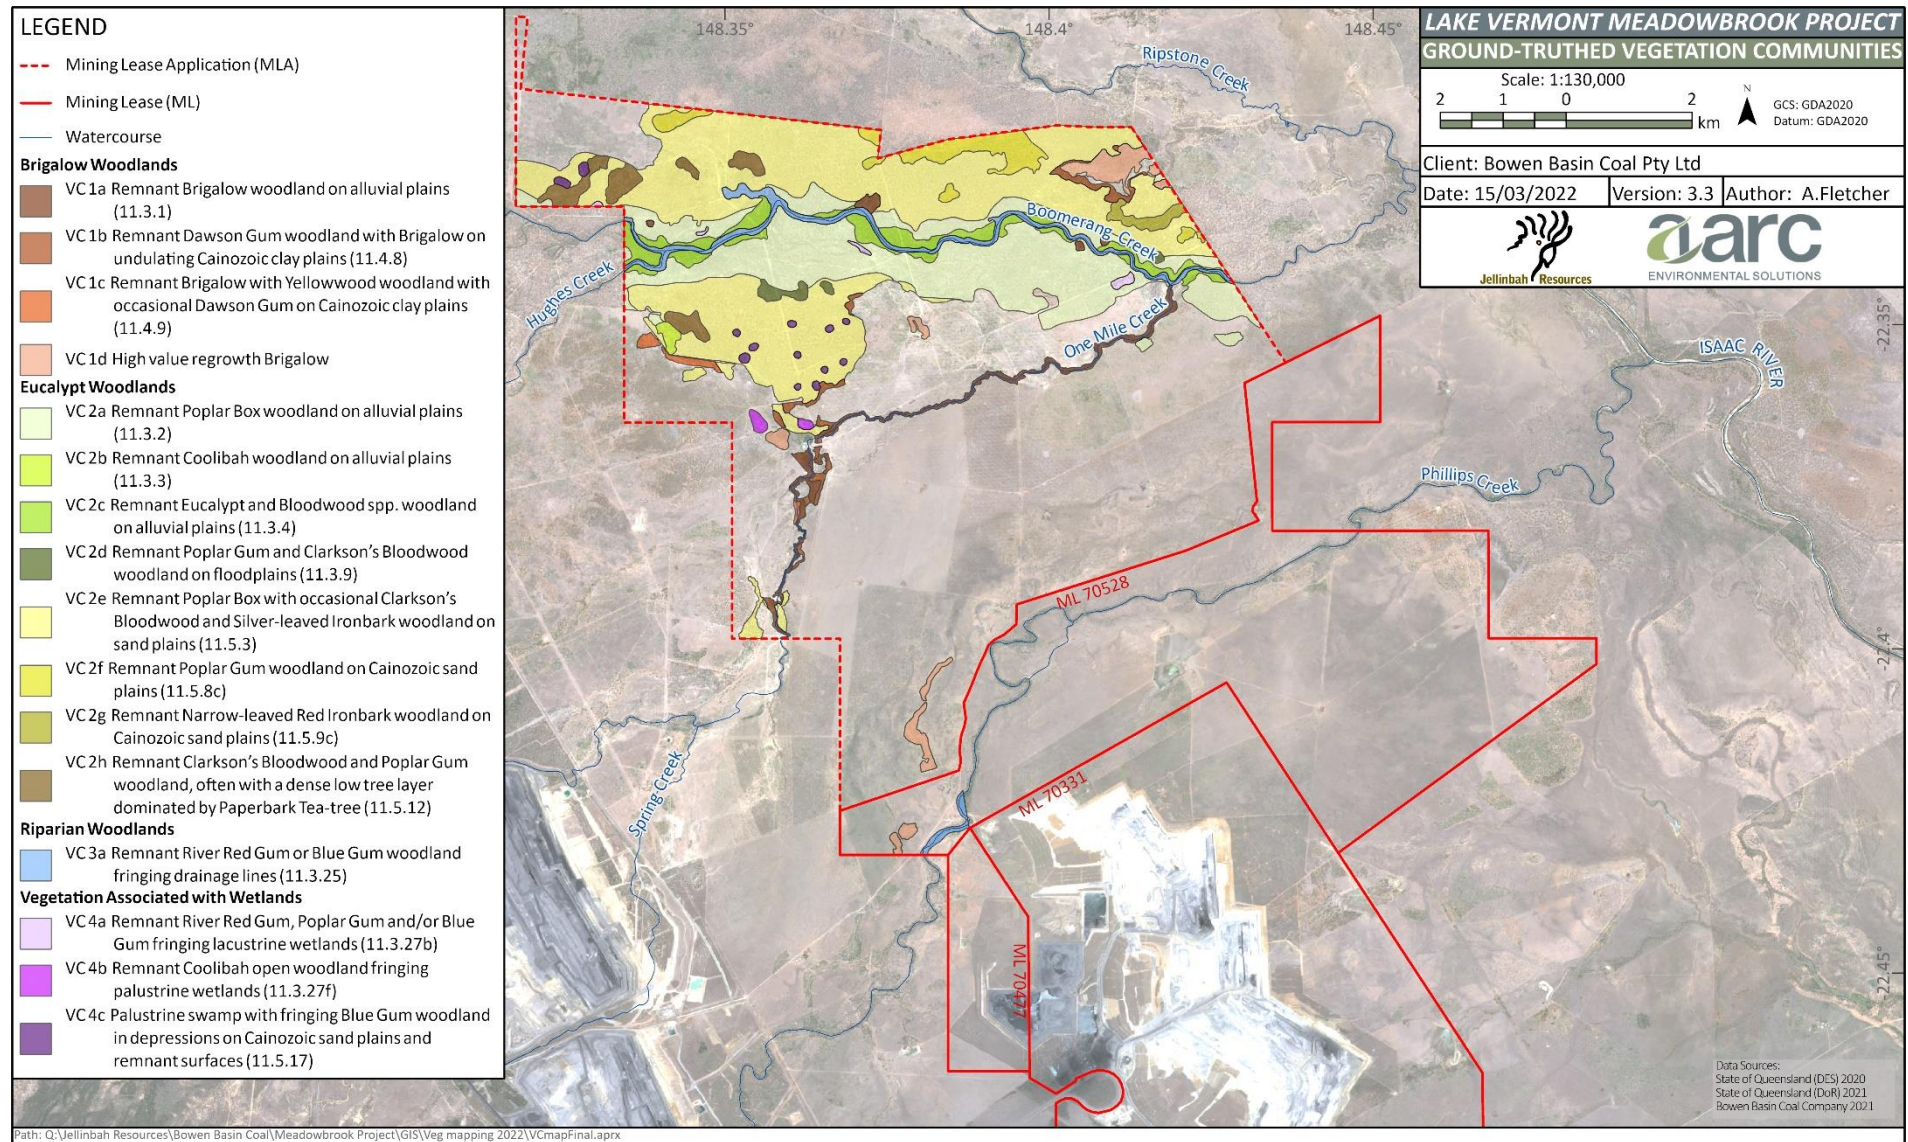 LEGEND
Mining Lease Application (MLA)
Mining Lease (ML)
Watercourse
Brigalow Woodlands
VC 1a Remnant Brigalow woodland on alluvial plains
(11.3.1)
VC 1b Remnant Dawson Gum woodland with Brigalow on
undulating Cainozoic clay plains (11.4.8)
VC 1c Remnant Brigalow with Yellowwood woodland with
occasional Dawson Gum on Cainozoic clay plains
(11.4.9)
VC 1d High value regrowth Brigalow
Eucalypt Woodlands
VC 2a Remnant Poplar Box woodland on alluvial plains
(11.3.2)
VC 2b Remnant Coolibah woodland on alluvial plains
(11.3.3)
VC 2c Remnant Eucalypt and Bloodwood spp. woodland
on alluvial plains (11.3.4)
VC 2d Remnant Poplar Gum and Clarkson's Bloodwood
woodland on floodplains (11.3.9)
VC 2e Remnant Poplar Box with occasional Clarkson's
Bloodwood and Silver-leaved Ironbark woodland on
sand plains (11.5.3)
VC 2f Remnant Poplar Gum woodland on Cainozoic sand
plains (11.5.8c)
VC 2g Remnant Narrow-leaved Red Ironbark woodland on
Cainozoic sand plains (11.5.9c)
VC 2h Remnant Clarkson's Bloodwood and Poplar Gum
woodland, often with a dense low tree layer
dominated by Paperbark Tea-tree (11.5.12)
Riparian Woodlands
VC 3a Remnant River Red Gum or Blue Gum woodland
fringing drainage lines (11.3.25)
Vegetation Associated with Wetlands
VC 4a Remnant River Red Gum, Poplar Gum and/or Blue
Gum fringing lacustrine wetlands (11.3.27b)
VC 4b Remnant Coolibah open woodland fringing
palustrine wetlands (11.3.27f)
VC 4c Palustrine swamp with fringing Blue Gum woodland
in depressions on Cainozoic sand plains and
remnant surfaces (11.5.17)
148.35°
148.4°
148.45°
Ripstone Creek
Boomerang Creek
Hughes Creek
One Mile Creek
ISAAC RIVER
Phillips Creek
Spring Creek
ML 70528
ML 70331
ML 70477
-22.35°
-22.4°
-22.45°
LAKE VERMONT MEADOWBROOK PROJECT
GROUND-TRUTHED VEGETATION COMMUNITIES
Scale: 1:130,000
2 1 0 2
km
N
GCS: GDA2020
Datum: GDA2020
Client: Bowen Basin Coal Pty Ltd
Date: 15/03/2022 Version: 3.3 Author: A.Fletcher
Jellinbah Resources
aarc
ENVIRONMENTAL SOLUTIONS
Data Sources:
State of Queensland (DES) 2020
State of Queensland (DoR) 2021
Bowen Basin Coal Company 2021
Path: Q:\Jellinbah Resources\Bowen Basin Coal\Meadowbrook Project\GIS\Veg mapping 2022\VCmapFinal.aprx